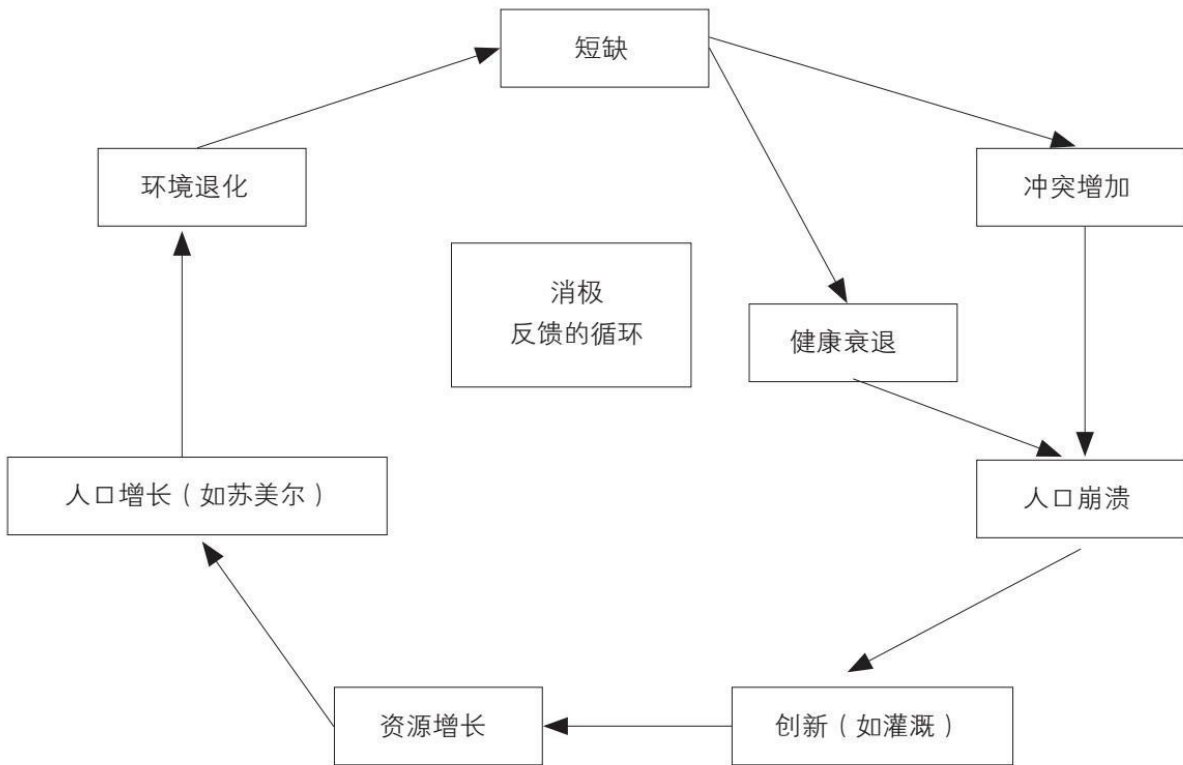 短缺
环境退化
冲突增加
消极
反馈的循环
健康衰退
人口增长（如苏美尔）
人口崩溃
资源增长
创新（如灌溉）